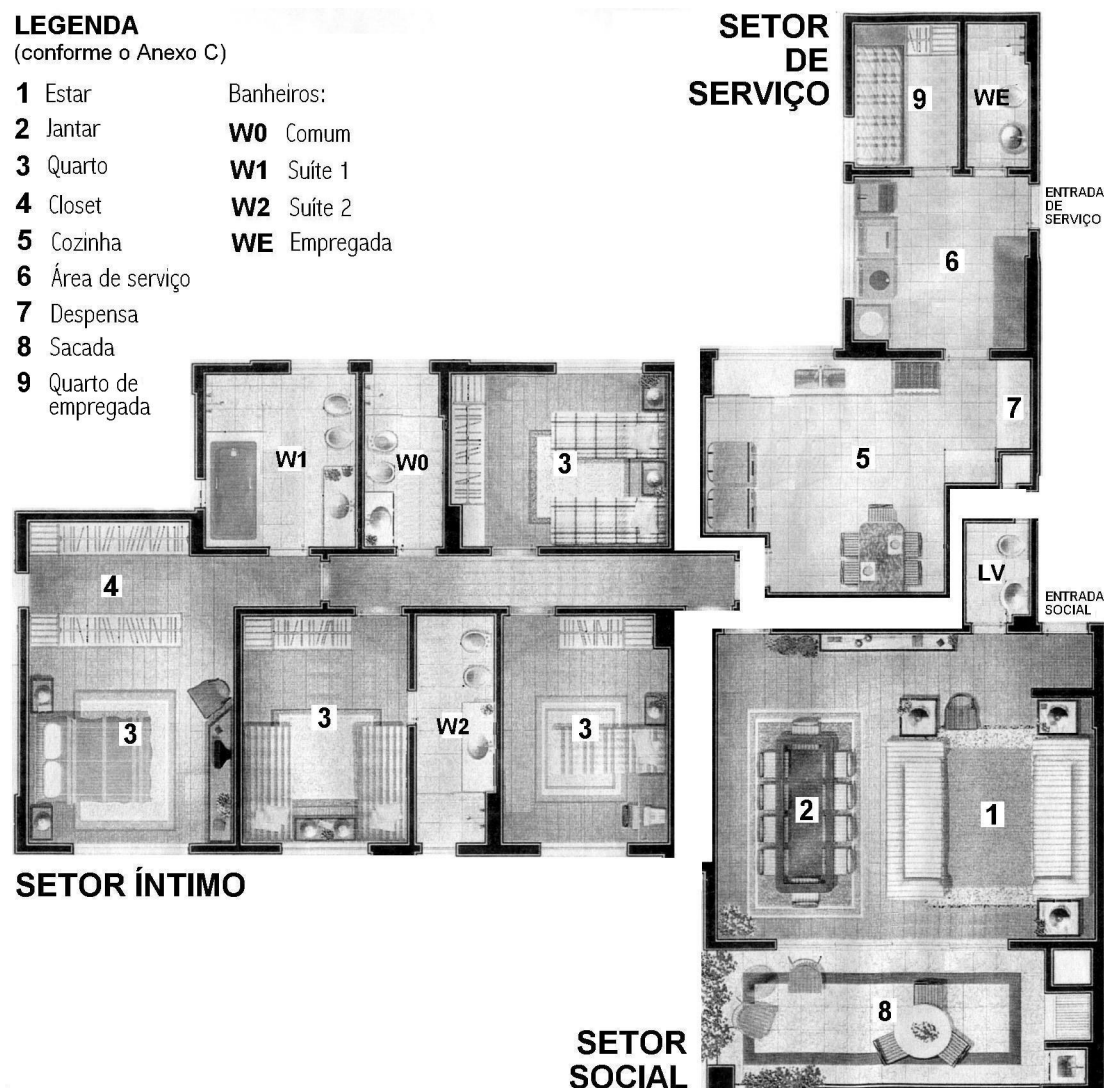 LEGENDA
(conforme o Anexo C)
1 Estar
2 Jantar
3 Quarto
4 Closet
5 Cozinha
6 Área de serviço
7 Despensa
8 Sacada
9 Quarto de
empregada
Banheiros:
W0 Comum
W1 Suíte 1
W2 Suíte 2
WE Empregada
SETOR
DE
SERVIÇO
9
WE
ENTRADA
DE
SERVIÇO
6
7
5
W1
W0
3
4
3
3
W2
3
SETOR ÍNTIMO
LV
ENTRADA
SOCIAL
2
1
8
SETOR
SOCIAL